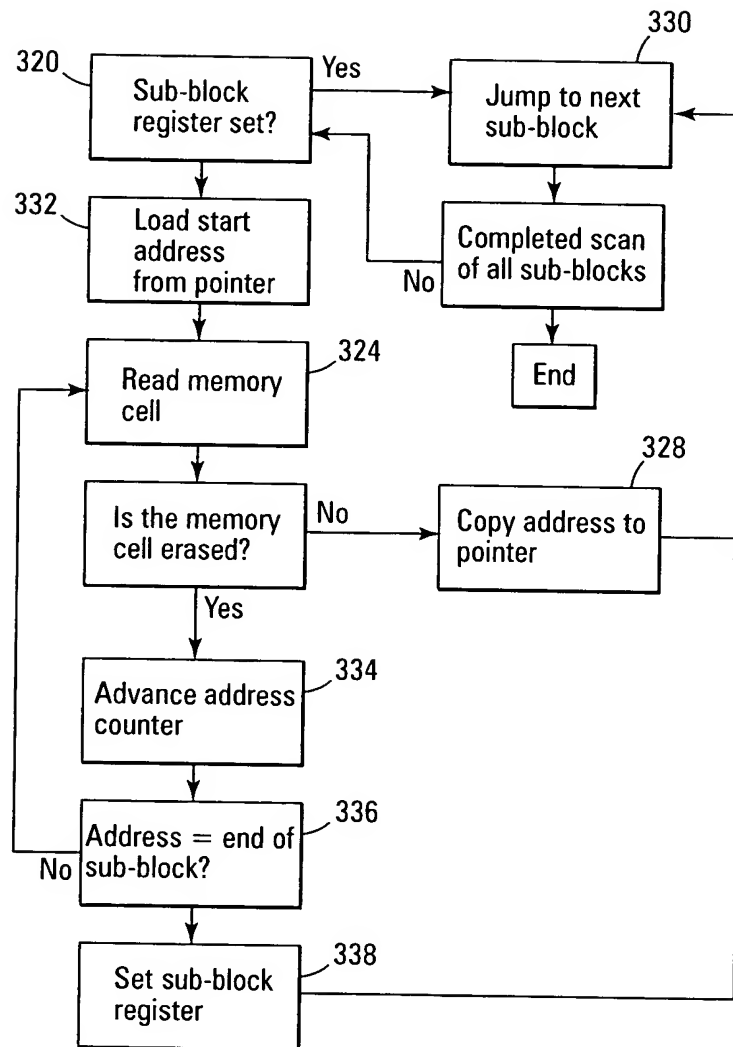 320
Sub-block
register set?
Yes
330
Jump to next
sub-block
332
Load start
address
from pointer
No
Completed scan
of all sub-blocks
End
324
Read memory
cell
Is the memory
cell erased?
No
328
Copy address to
pointer
Yes
334
Advance address
counter
336
Address = end of
sub-block?
No
338
Set sub-block
register